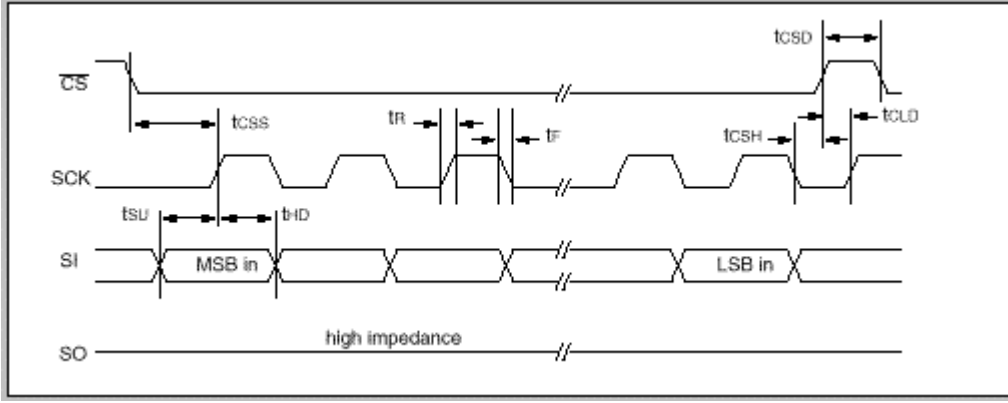 tCSD
CS
tCSS
tR
tF
tCSH
tCLD
SCK
tSU
tHD
SI
MSB in
LSB in
SO
high impedance